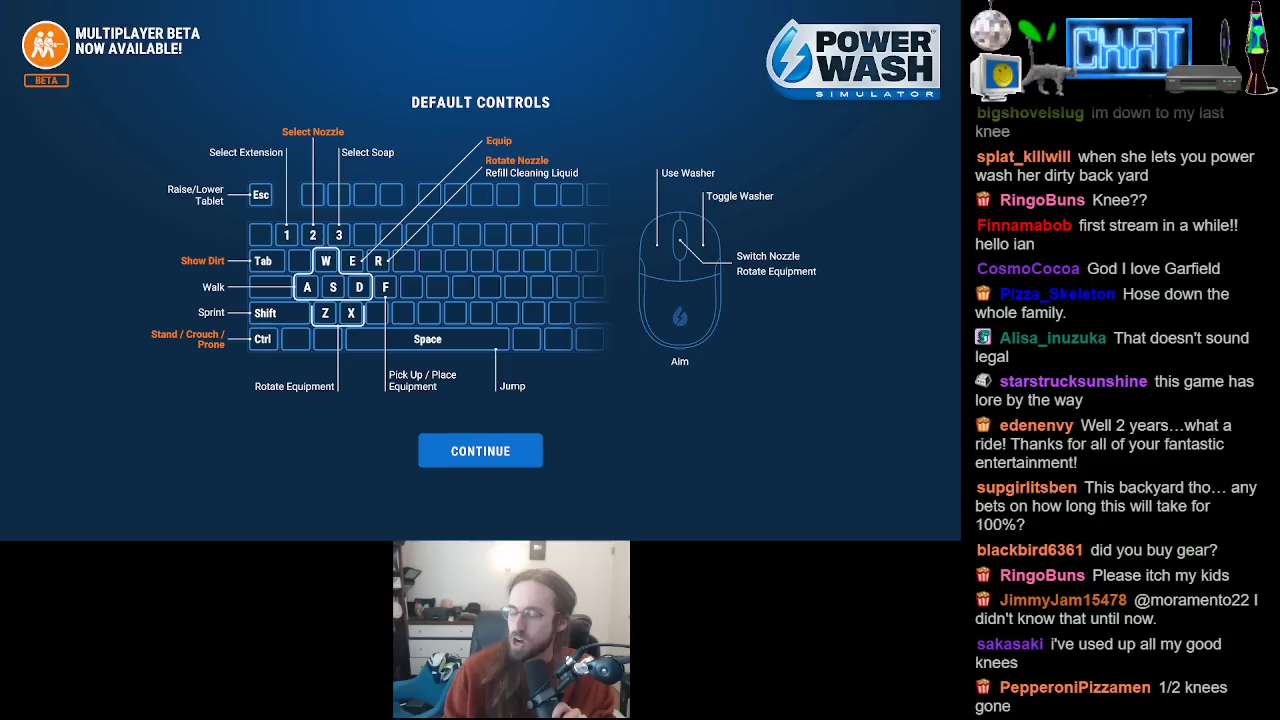 MULTIPLAYER BETA
NOW AVAILABLE!
BETA
POWER
WASH
SIMULATOR
DEFAULT CONTROLS
Select Nozzle
Select Extension
Select Soap
Equip
Rotate Nozzle
Refill Cleaning Liquid
Raise/Lower
Tablet
Esc
1 2 3
Show Dirt
Tab W E R
Walk
A S D F
Sprint
Shift Z X
Stand / Crouch /
Prone
Ctrl Space
Rotate Equipment
Pick Up / Place
Equipment
Jump
Use Washer
Toggle Washer
Switch Nozzle
Rotate Equipment
Aim
CONTINUE
CHAT
bigshovelslug im down to my last
knee
splat_killwill when she lets you power
wash her dirty back yard
RingoBuns Knee??
Finnamabob first stream in a while!!
hello ian
CosmoCocoa God I love Garfield
Pizza_Skeleton Hose down the
whole family.
Alisa_inuzuka That doesn't sound
legal
starstrucksunshine this game has
lore by the way
edenenvy Well 2 years…what a
ride! Thanks for all of your fantastic
entertainment!
supgirlitsben This backyard tho… any
bets on how long this will take for
100%?
blackbird6361 did you buy gear?
RingoBuns Please itch my kids
JimmyJam15478 @moramento22 I
didn't know that until now.
sakasaki i've used up all my good
knees
PepperoniPizzamen 1/2 knees
gone